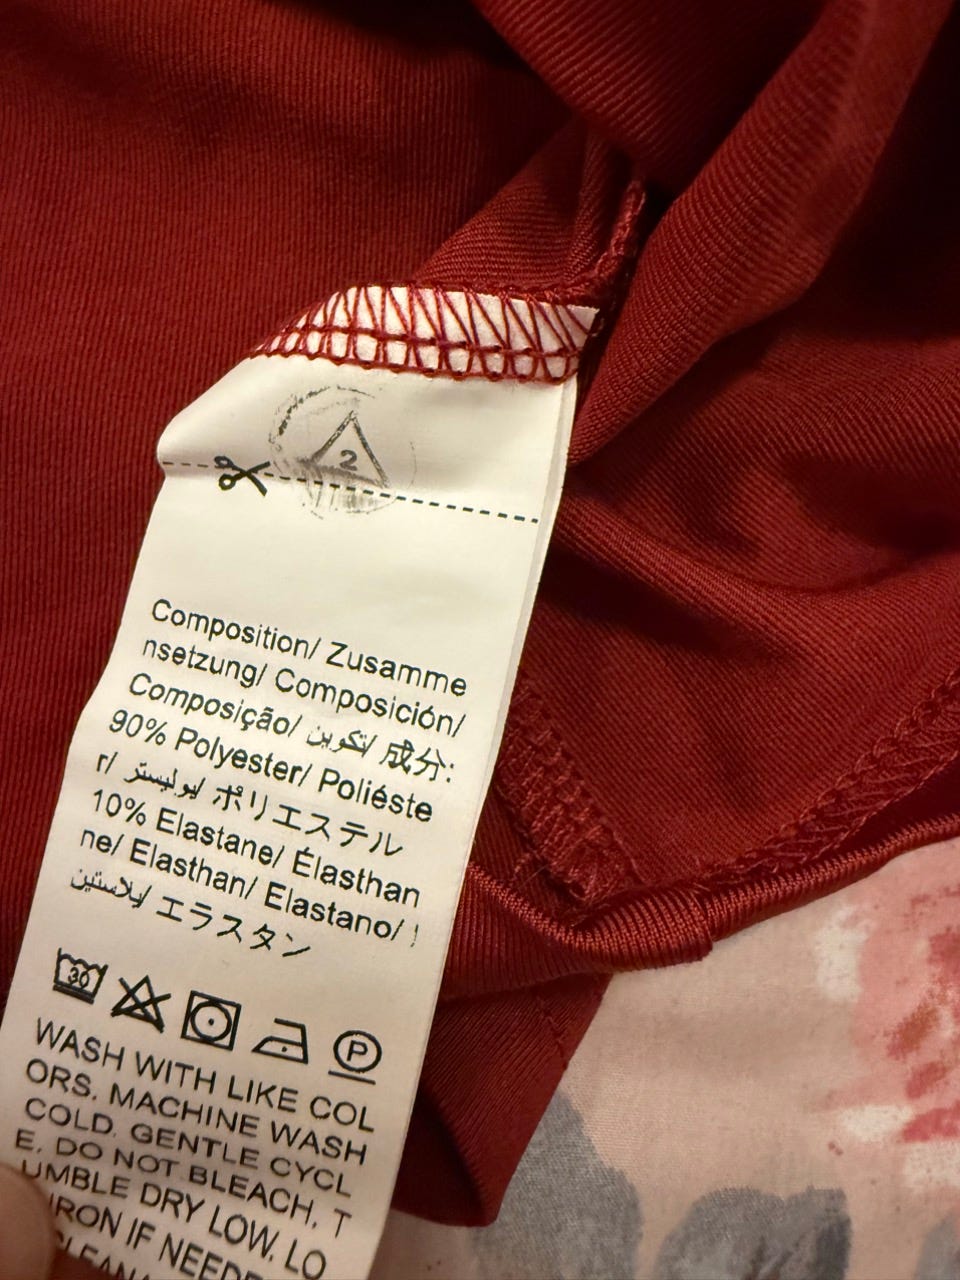 2
Composition/ Zusamme
nsetzung/ Composición/
Composição/ تكوين/ 成分:
90% Polyester/ Poliéste
r/ بوليستر/ ポリエステル
10% Elastane/ Élasthan
ne/ Elasthan/ Elastano/ إ
يلاستين/ エラスタン
30
P
WASH WITH LIKE COL
ORS. MACHINE WASH
COLD. GENTLE CYCL
E. DO NOT BLEACH. T
UMBLE DRY LOW. LO
IRON IF NEEDE